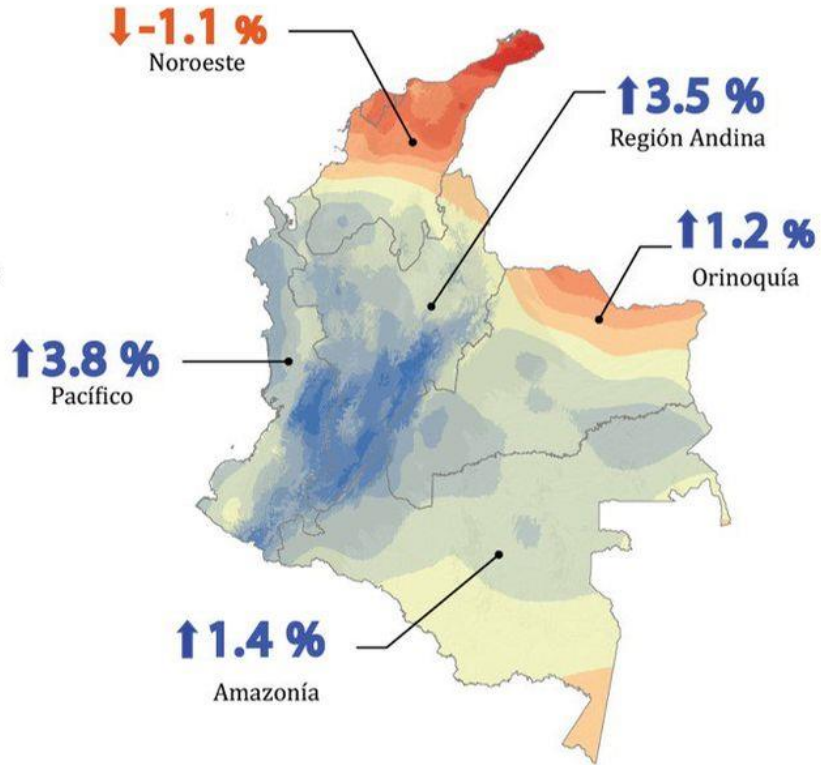 ↓-1.1 %
Noroeste
↑3.5 %
Región Andina
↑1.2 %
Orinoquía
↑3.8 %
Pacífico
↑1.4 %
Amazonía